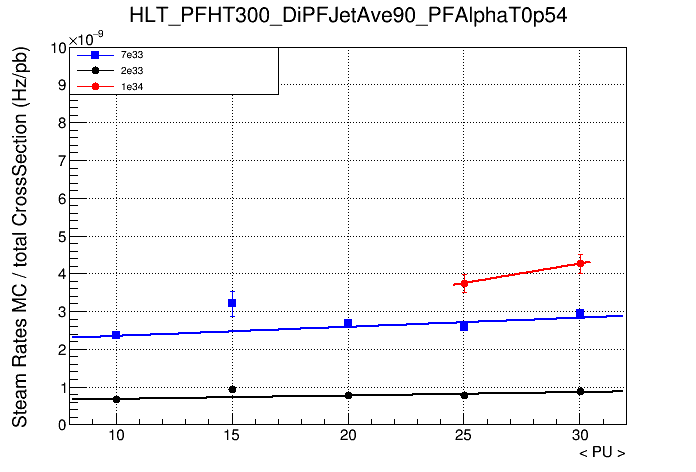 HLT_PFHT300_DiPFJetAve90_PFAlphaT0p54
×10⁻⁹
7e33
2e33
1e34
Steam Rates MC / total CrossSection (Hz/pb)
10
9
8
7
6
5
4
3
2
1
0
10 15 20 25 30
< PU >